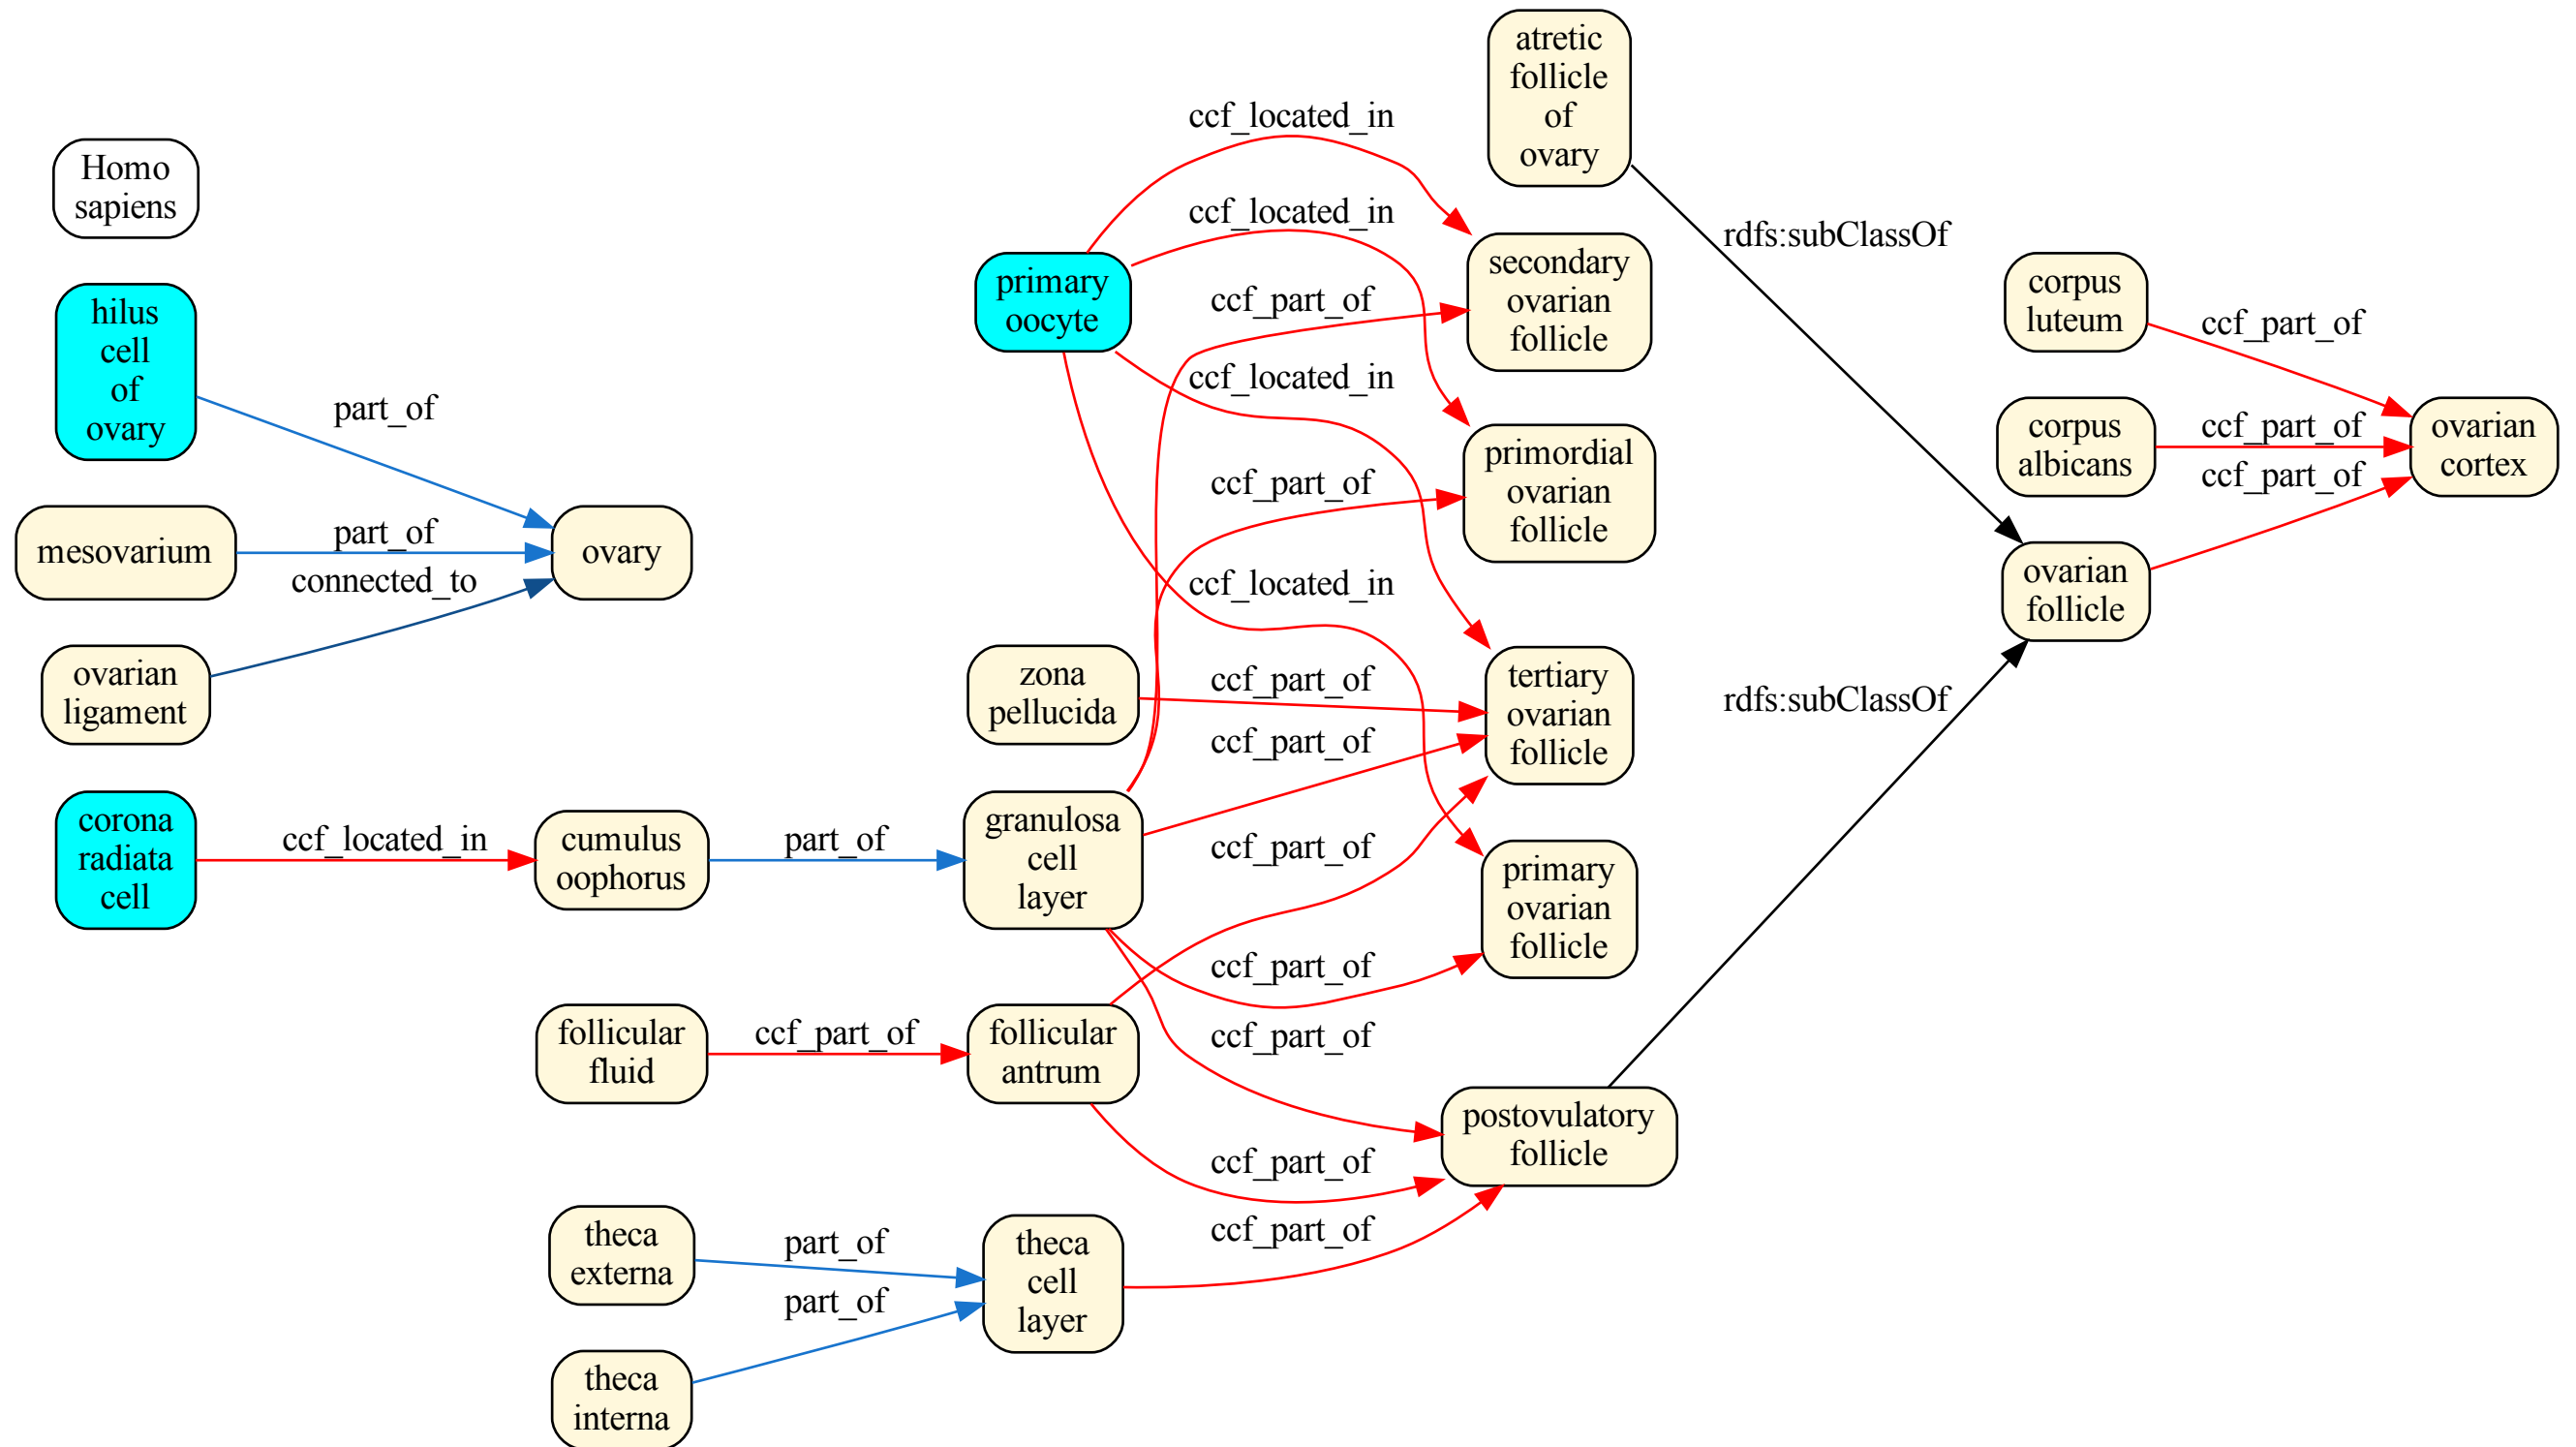 Homo
sapiens
hilus
cell
of
ovary
part_of
mesovarium
part_of
ovary
connected_to
ovarian
ligament
corona
radiata
cell
ccf_located_in
cumulus
oophorus
part_of
granulosa
cell
layer
follicular
fluid
ccf_part_of
follicular
antrum
theca
externa
part_of
theca
interna
part_of
theca
cell
layer
primary
oocyte
zona
pellucida
ccf_located_in
ccf_located_in
ccf_part_of
ccf_located_in
ccf_part_of
ccf_located_in
ccf_part_of
ccf_part_of
ccf_part_of
ccf_part_of
ccf_part_of
ccf_part_of
ccf_part_of
atretic
follicle
of
ovary
secondary
ovarian
follicle
primordial
ovarian
follicle
tertiary
ovarian
follicle
primary
ovarian
follicle
postovulatory
follicle
rdfs:subClassOf
rdfs:subClassOf
corpus
luteum
ccf_part_of
corpus
albicans
ccf_part_of
ovarian
follicle
ccf_part_of
ovarian
cortex